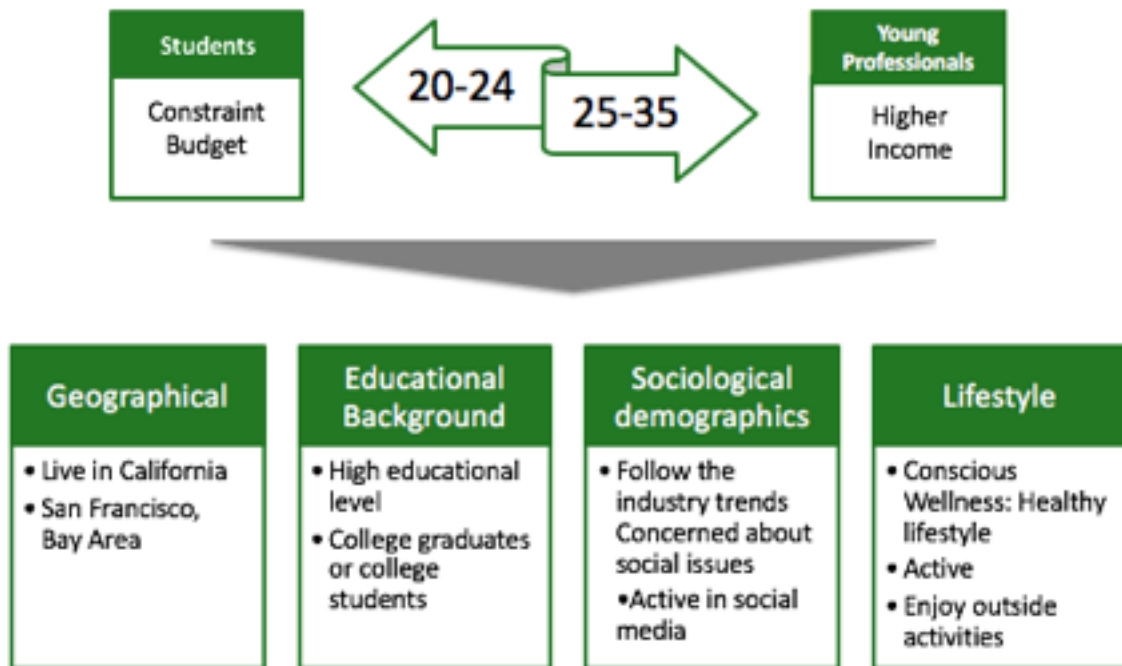 Students
Constraint
Budget
20-24
25-35
Young
Professionals
Higher
Income
Geographical
• Live in California
• San Francisco,
Bay Area
Educational
Background
• High educational
level
• College graduates
or college
students
Sociological
demographics
• Follow the
industry trends
Concerned about
social issues
•Active in social
media
Lifestyle
• Conscious
Wellness: Healthy
lifestyle
• Active
• Enjoy outside
activities